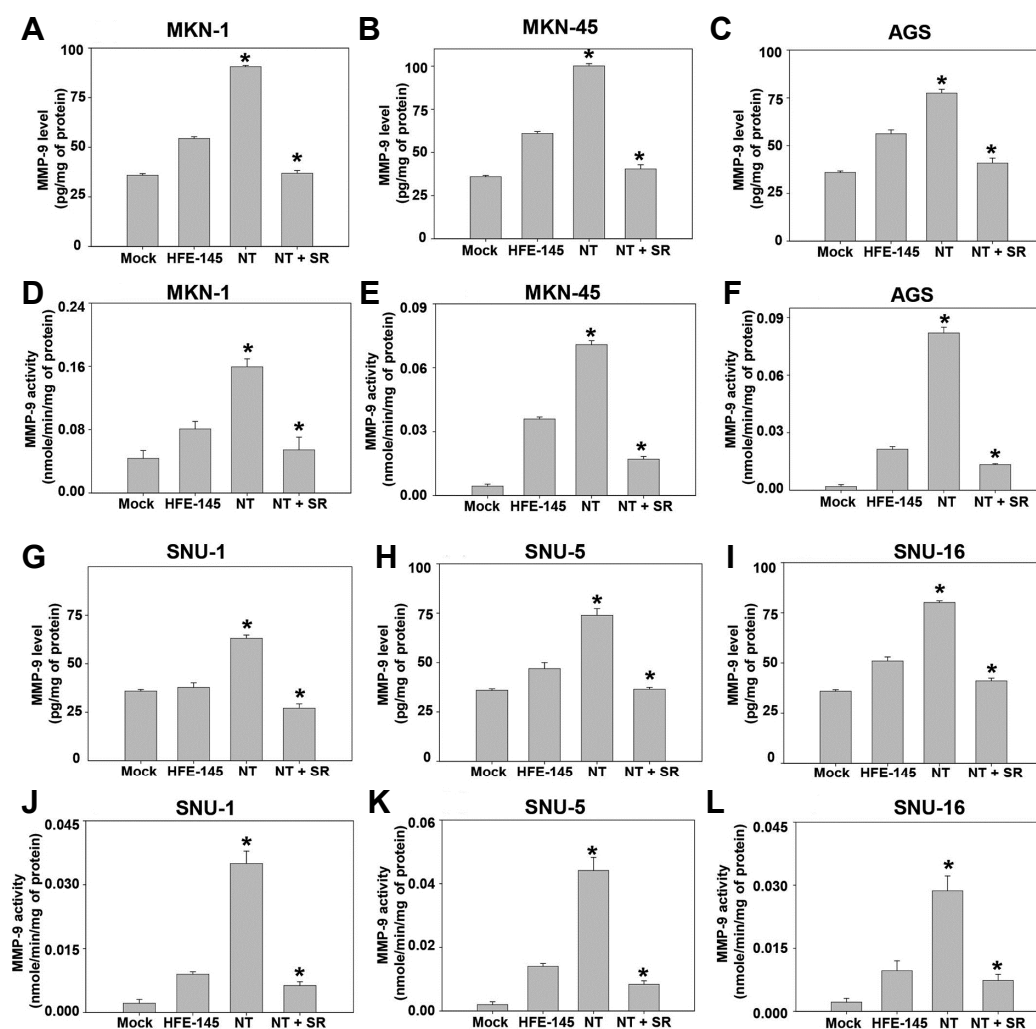 A
MKN-1
MMP-9 level
(pg/mg of protein)
100
75
50
25
0
*
*
Mock HFE-145 NT NT + SR
B
MKN-45
MMP-9 level
(pg/mg of protein)
100
75
50
25
0
*
*
Mock HFE-145 NT NT + SR
C
AGS
MMP-9 level
(pg/mg of protein)
100
75
50
25
0
*
*
Mock HFE-145 NT NT + SR
D
MKN-1
MMP-9 activity
(nmole/min/mg of protein)
0.24
0.16
0.08
0.00
*
*
Mock HFE-145 NT NT + SR
E
MKN-45
MMP-9 activity
(nmole/min/mg of protein)
0.09
0.06
0.03
0.00
*
*
Mock HFE-145 NT NT + SR
F
AGS
MMP-9 activity
(nmole/min/mg of protein)
0.09
0.06
0.03
0.00
*
*
Mock HFE-145 NT NT + SR
G
SNU-1
MMP-9 level
(pg/mg of protein)
75
50
25
0
*
*
Mock HFE-145 NT NT + SR
H
SNU-5
MMP-9 level
(pg/mg of protein)
100
75
50
25
0
*
*
Mock HFE-145 NT NT + SR
I
SNU-16
MMP-9 level
(pg/mg of protein)
100
75
50
25
0
*
*
Mock HFE-145 NT NT + SR
J
SNU-1
MMP-9 activity
(nmole/min/mg of protein)
0.045
0.030
0.015
0.000
*
*
Mock HFE-145 NT NT + SR
K
SNU-5
MMP-9 activity
(nmole/min/mg of protein)
0.06
0.04
0.02
0.00
*
*
Mock HFE-145 NT NT + SR
L
SNU-16
MMP-9 activity
(nmole/min/mg of protein)
0.045
0.030
0.015
0.000
*
*
Mock HFE-145 NT NT + SR